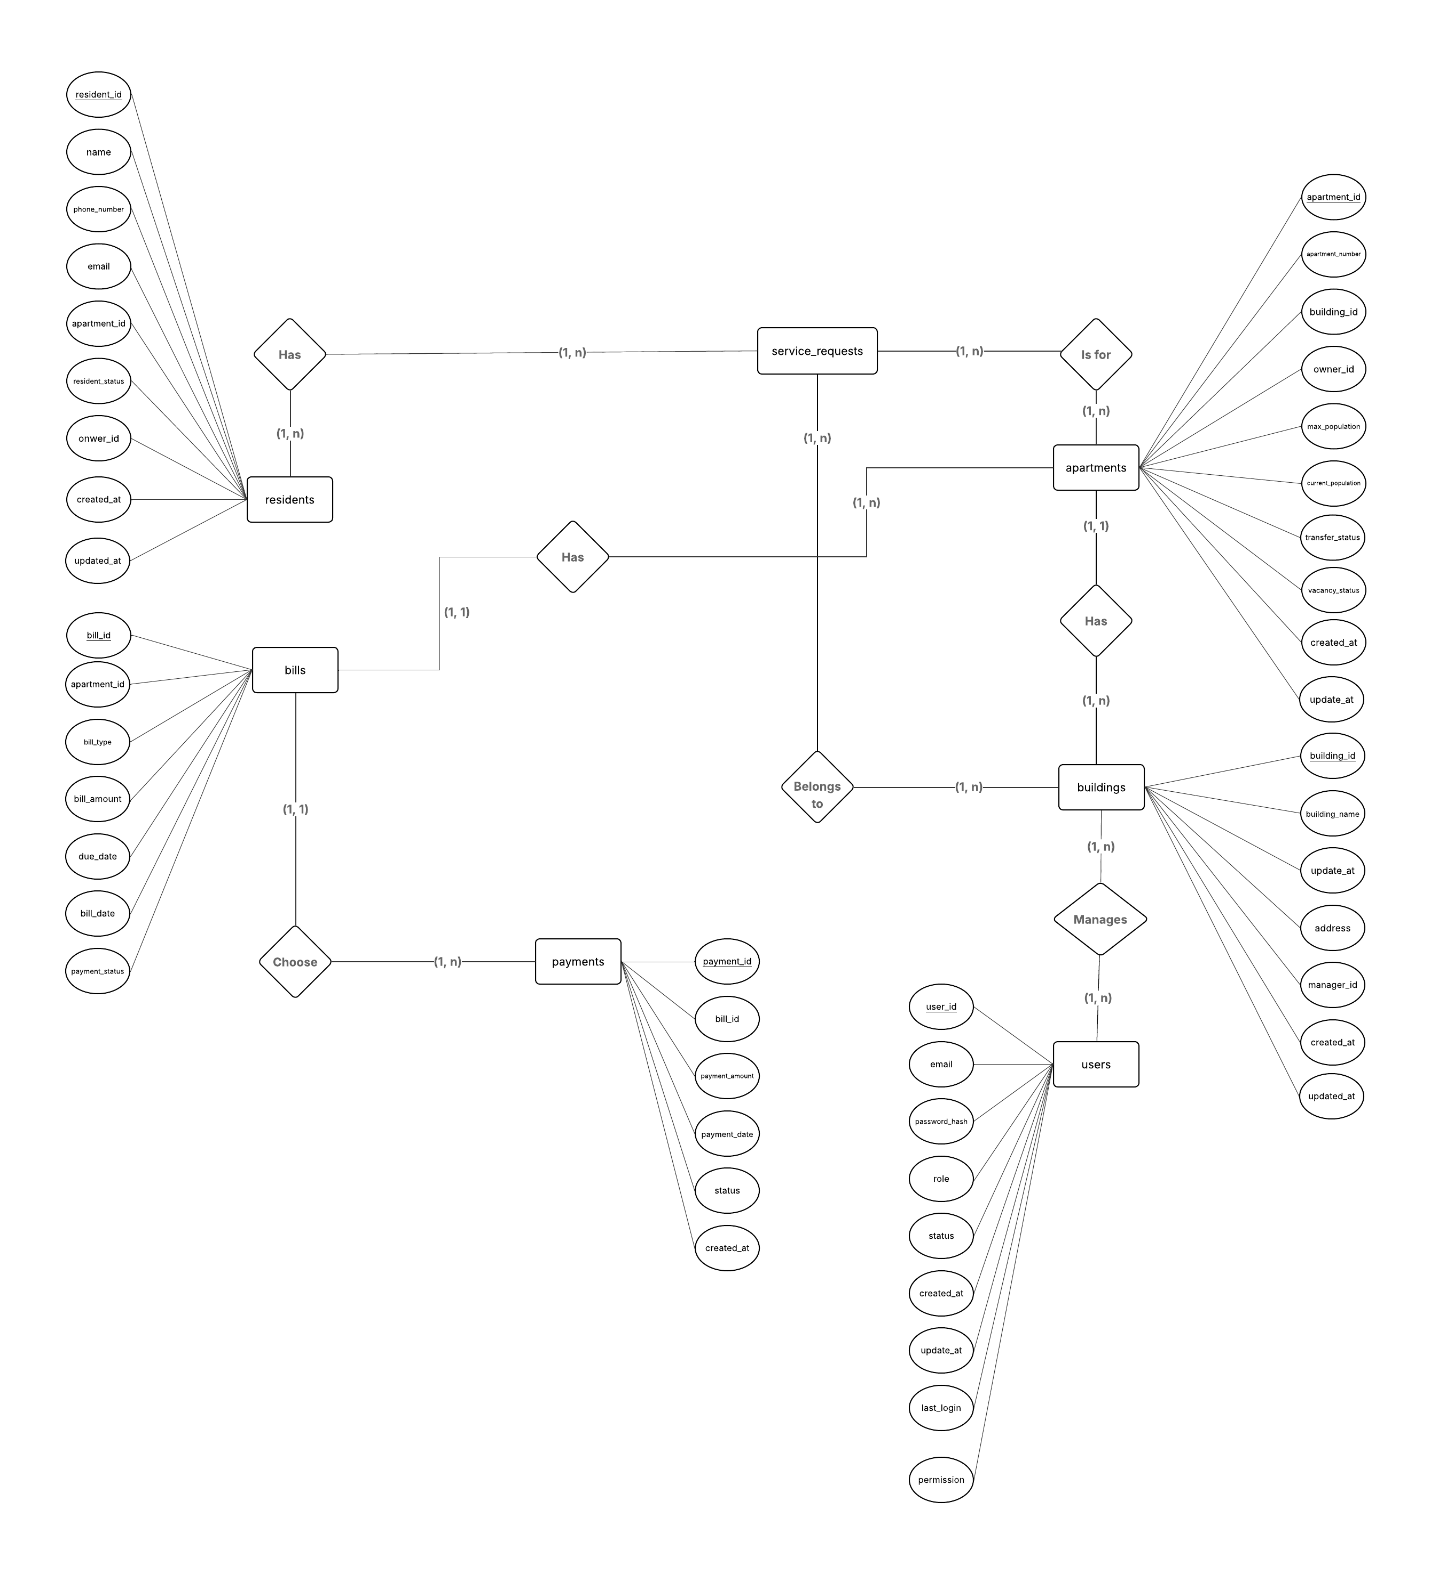 resident_id
name
phone_number
email
apartment_id
resident_status
onwer_id
created_at
updated_at
residents
Has
(1, n)
(1, n)
service_requests
(1, n)
Is for
(1, n)
apartments
apartment_id
apartment_number
building_id
owner_id
max_population
current_population
transfer_status
vacancy_status
created_at
update_at
(1, n)
(1, n)
Has
(1, 1)
(1, 1)
Has
(1, n)
bill_id
apartment_id
bill_type
bill_amount
due_date
bill_date
payment_status
bills
(1, 1)
Choose
(1, n)
payments
payment_id
bill_id
payment_amount
payment_date
status
created_at
Belongs
to
(1, n)
buildings
building_id
building_name
update_at
address
manager_id
created_at
updated_at
(1, n)
Manages
(1, n)
users
user_id
email
password_hash
role
status
created_at
update_at
last_login
permission